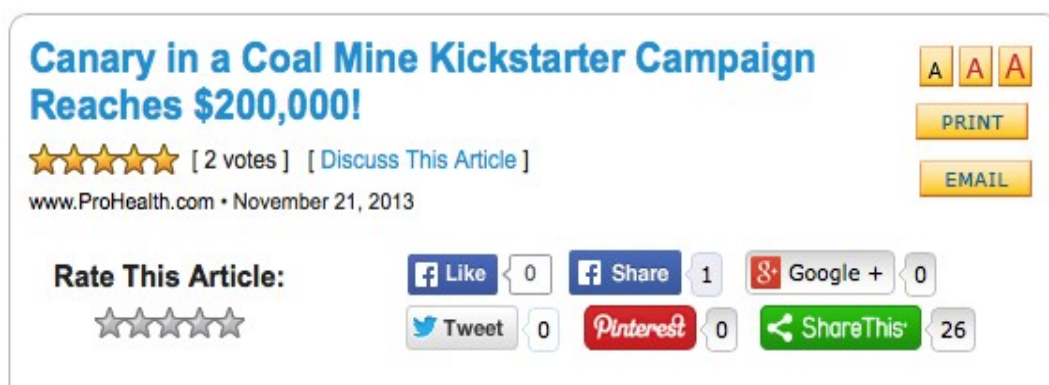 Canary in a Coal Mine Kickstarter Campaign
Reaches $200,000!
[ 2 votes ] [ Discuss This Article ]
www.ProHealth.com • November 21, 2013
A A A
PRINT
EMAIL
Rate This Article:
f Like 0 f Share 1 8+ Google + 0
Tweet 0 Pinterest 0 ShareThis 26